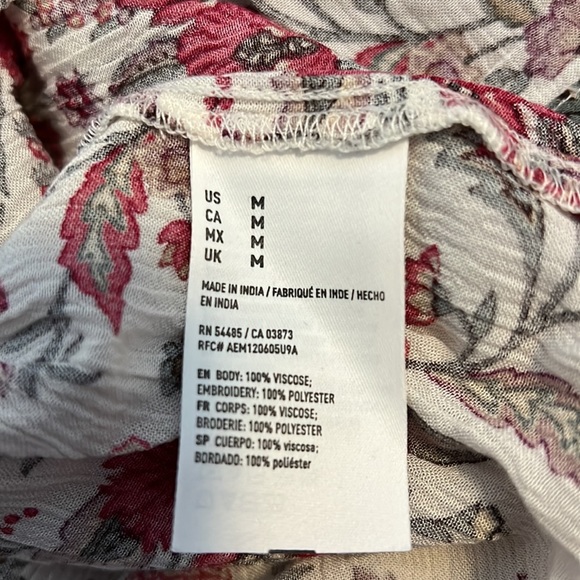 US M
CA M
MX M
UK M
MADE IN INDIA / FABRIQUÉ EN INDE / HECHO
EN INDIA
RN 54485 / CA 03873
RFC# AEM120605U9A
EN BODY: 100% VISCOSE;
EMBROIDERY: 100% POLYESTER
FR CORPS: 100% VISCOSE;
BRODERIE: 100% POLYESTER
SP CUERPO: 100% viscosa;
BORDADO: 100% poliéster